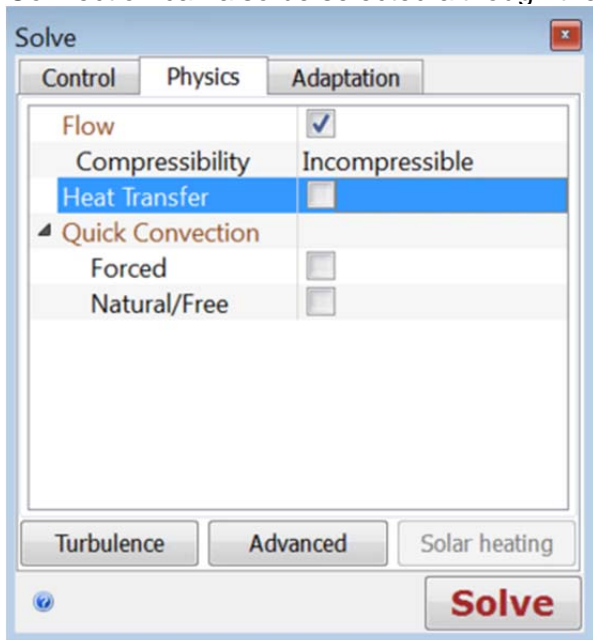 Solve
Control Physics Adaptation
Flow
Compressibility Incompressible
Heat Transfer
Quick Convection
Forced
Natural/Free
Turbulence Advanced Solar heating
Solve